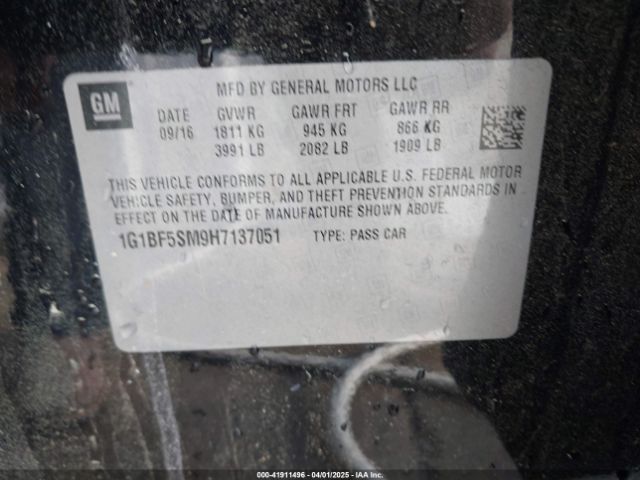 GM
MFD BY GENERAL MOTORS LLC
DATE GVWR GAWR FRT GAWR RR
09/16 1811 KG 945 KG 866 KG
3991 LB 2082 LB 1909 LB
THIS VEHICLE CONFORMS TO ALL APPLICABLE U.S. FEDERAL MOTOR
VEHICLE SAFETY, BUMPER, AND THEFT PREVENTION STANDARDS IN
EFFECT ON THE DATE OF MANUFACTURE SHOWN ABOVE.
1G1BF5SM9H7137051 TYPE: PASS CAR
000-41911496 04/01/2025 IAA Inc. Copyright